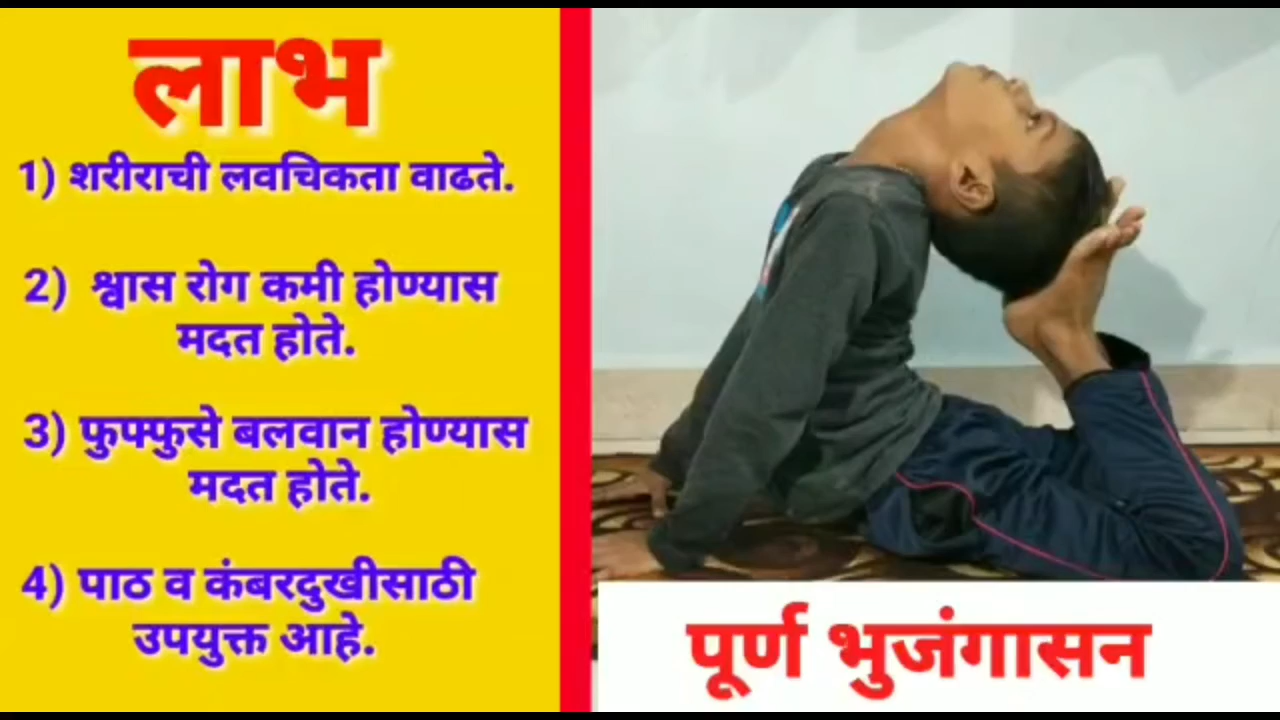 लाभ
1) शरीराची लवचिकता वाढते.
2) श्वास रोग कमी होण्यास
मदत होते.
3) फुफ्फुसे बलवान होण्यास
मदत होते.
4) पाठ व कंबरदुखीसाठी
उपयुक्त आहे.
पूर्ण भुजंगासन